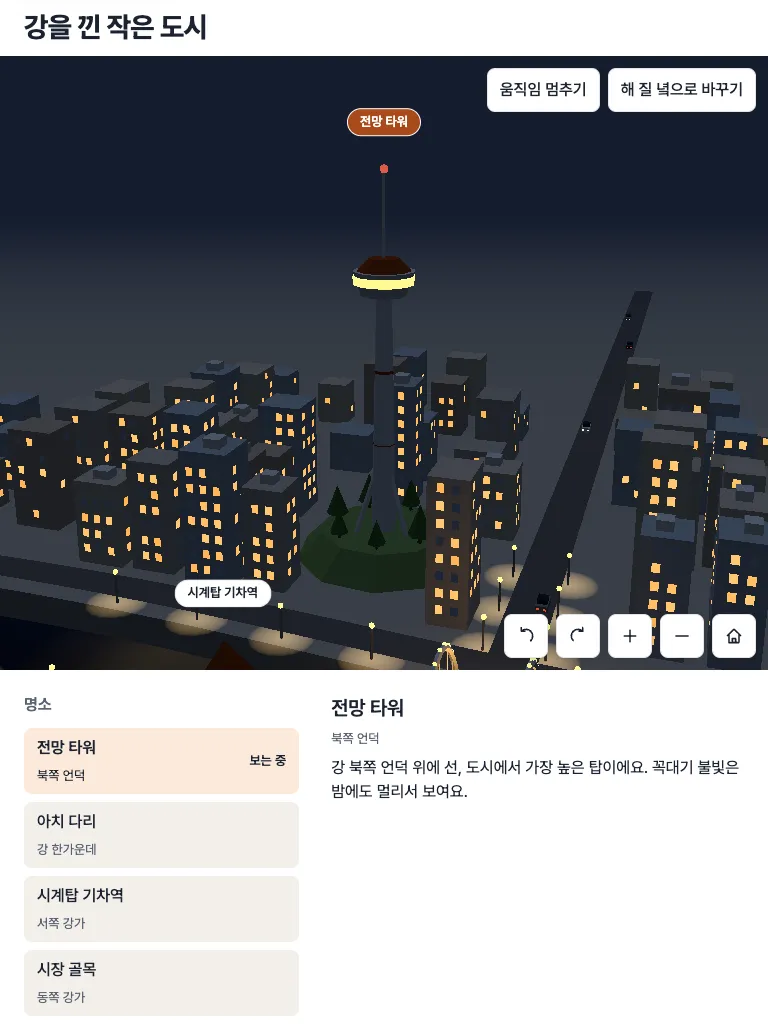 강을 낀 작은 도시
움직임 멈추기
해 질 녘으로 바꾸기
전망 타워
시계탑 기차역
명소
전망 타워
북쪽 언덕
보는 중
아치 다리
강 한가운데
시계탑 기차역
서쪽 강가
시장 골목
동쪽 강가
전망 타워
북쪽 언덕
강 북쪽 언덕 위에 선, 도시에서 가장 높은 탑이에요. 꼭대기 불빛은
밤에도 멀리서 보여요.